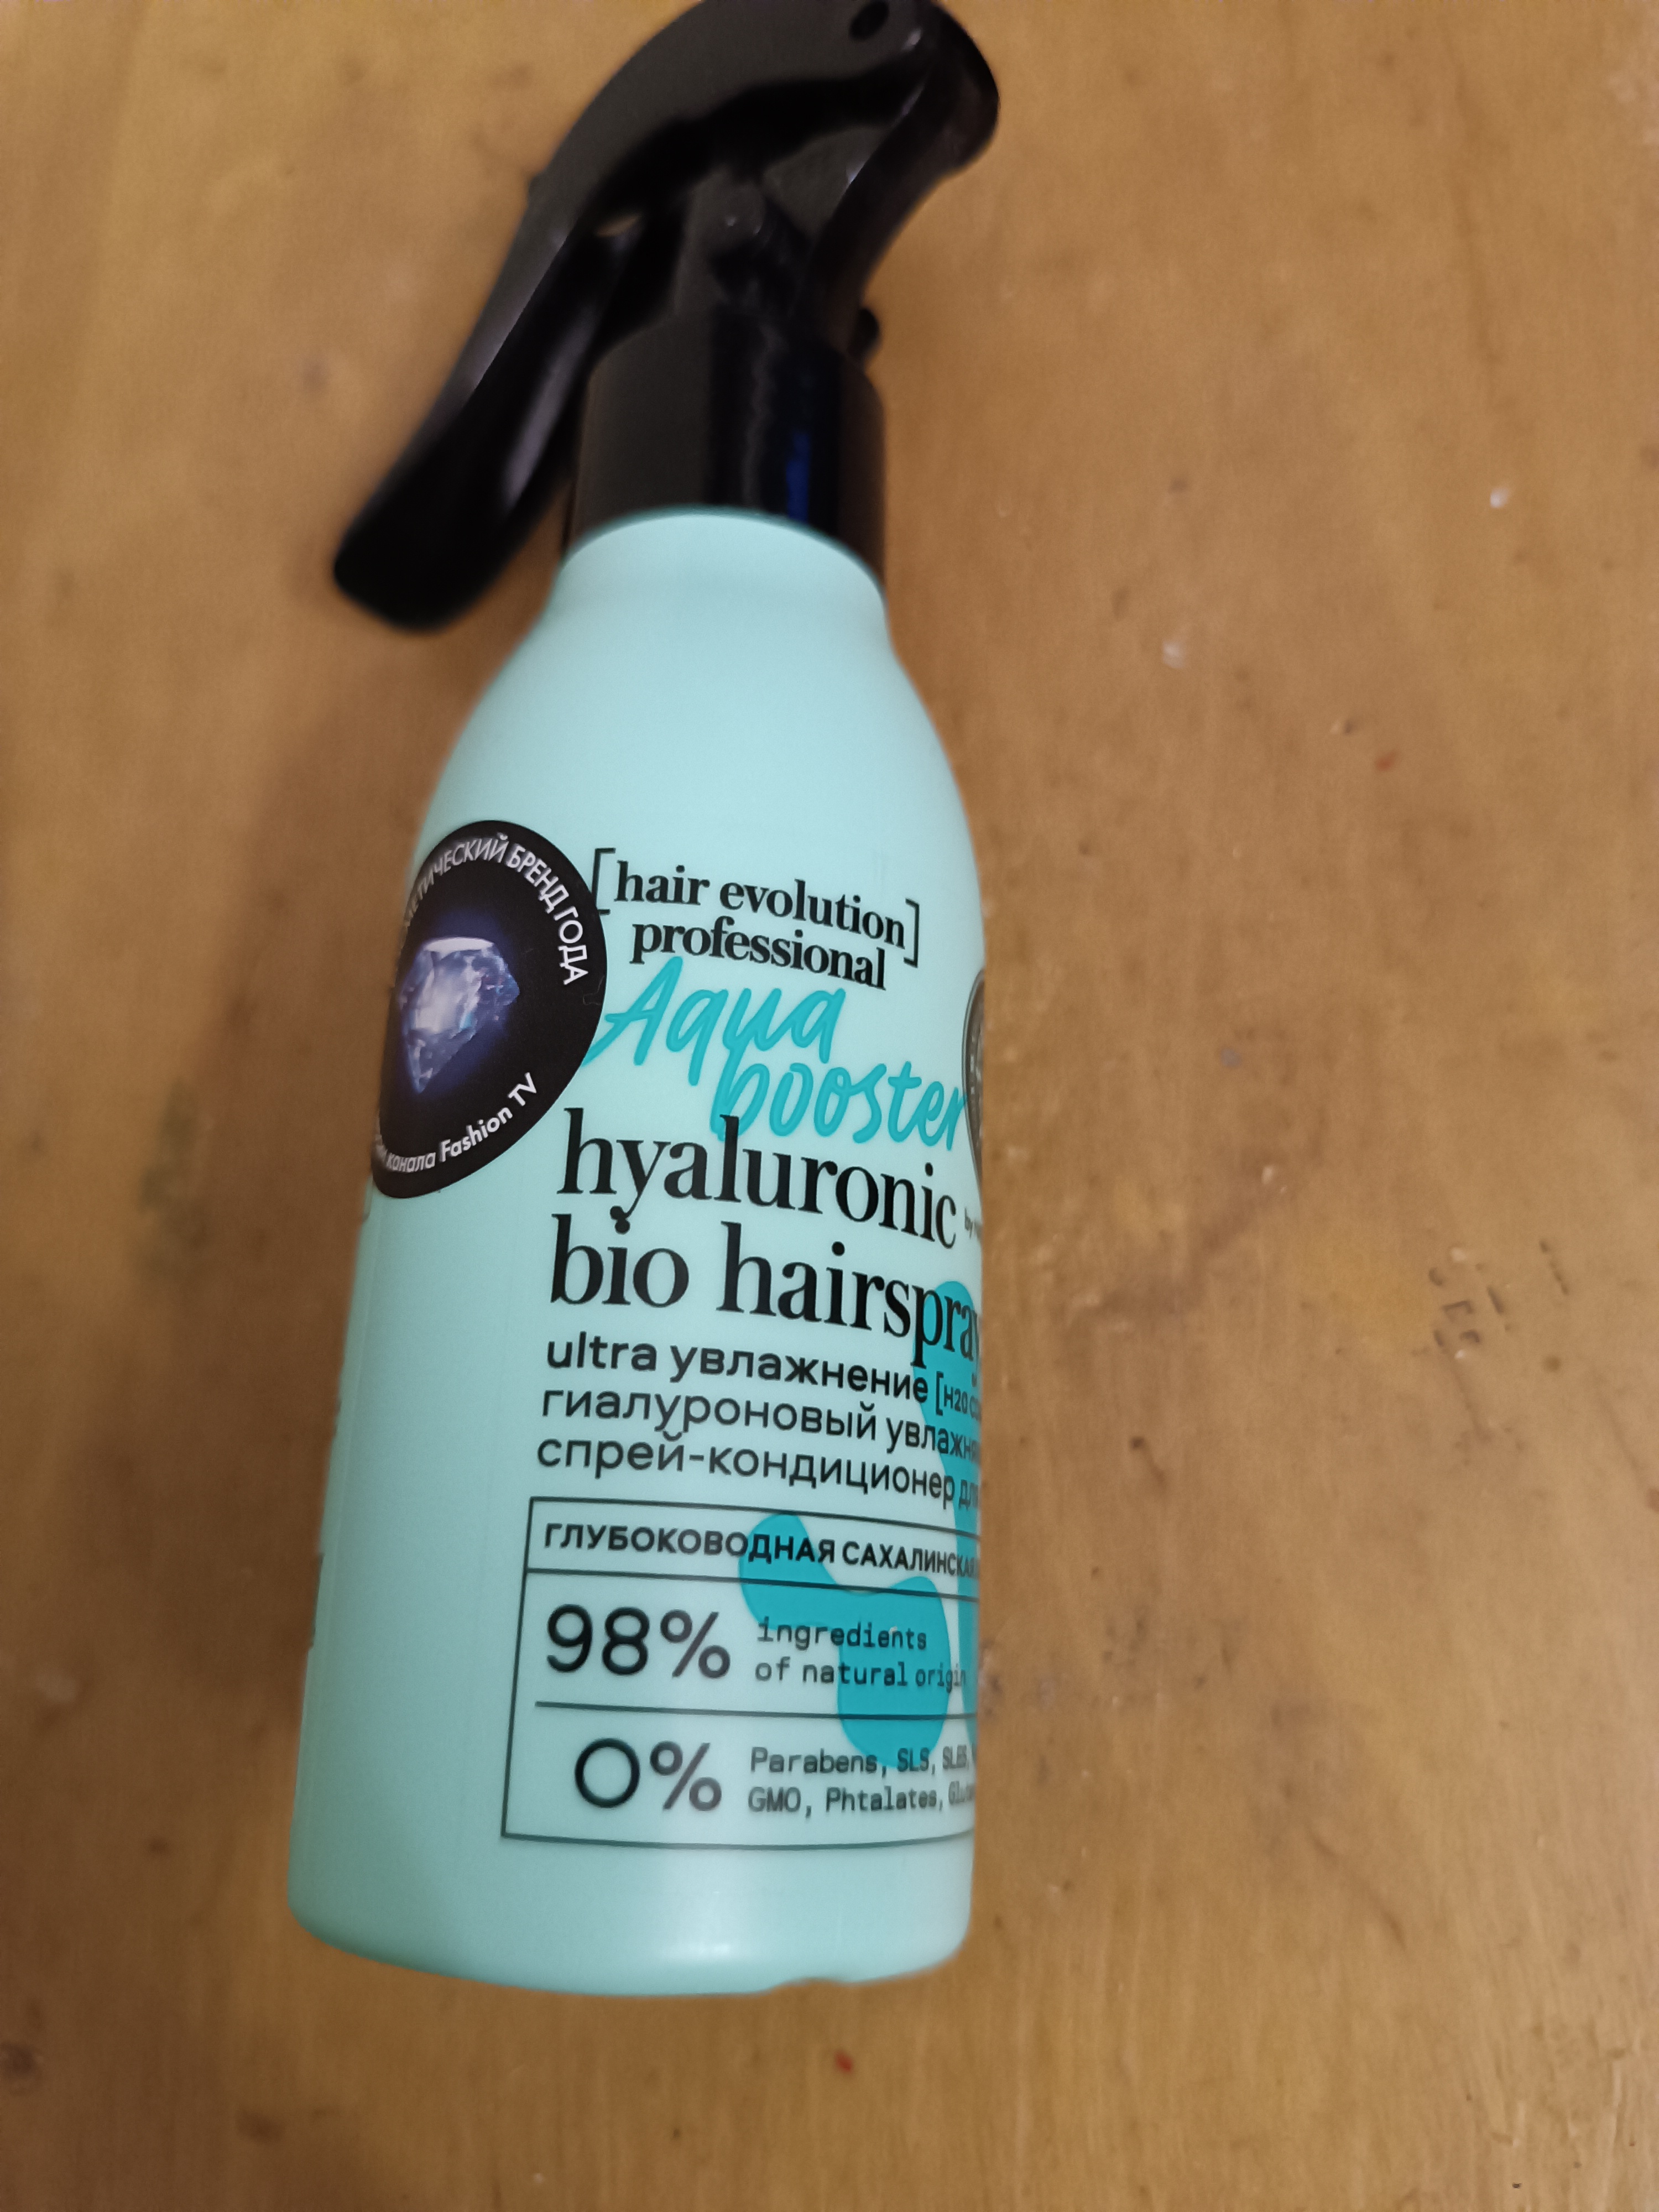 БРЕНД ГОДА
канала Fashion TV
[hair evolution]
professional
Aqua
booster
hyaluronic
by
bio hairspray
ultra увлажнение
гиалуроновый
спрей-кондиционер
ГЛУБОКОВОДНАЯ
98% ingredients
of natural origin
0% Parabens, SLS,
GMO, Phtalates,